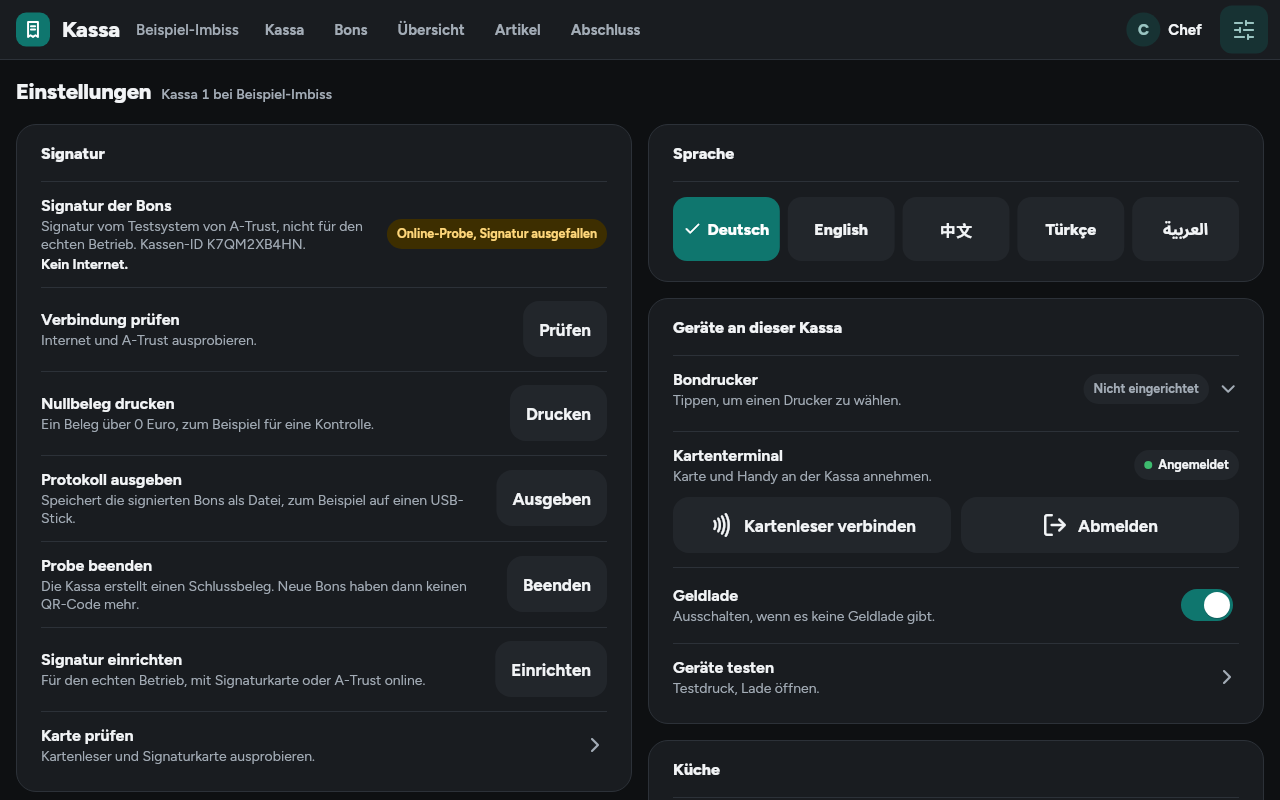 Kassa Beispiel-Imbiss Kassa Bons Übersicht Artikel Abschluss C Chef
Einstellungen Kassa 1 bei Beispiel-Imbiss
Signatur
Signatur der Bons
Signatur vom Testsystem von A-Trust, nicht für den
echten Betrieb. Kassen-ID K7QM2XB4HN.
Kein Internet.
Online-Probe, Signatur ausgefallen
Verbindung prüfen
Internet und A-Trust ausprobieren.
Prüfen
Nullbeleg drucken
Ein Beleg über 0 Euro, zum Beispiel für eine Kontrolle.
Drucken
Protokoll ausgeben
Speichert die signierten Bons als Datei, zum Beispiel auf einen USB-
Stick.
Ausgeben
Probe beenden
Die Kassa erstellt einen Schlussbeleg. Neue Bons haben dann keinen
QR-Code mehr.
Beenden
Signatur einrichten
Für den echten Betrieb, mit Signaturkarte oder A-Trust online.
Einrichten
Karte prüfen
Kartenleser und Signaturkarte ausprobieren.
Sprache
Deutsch English 中文 Türkçe العربية
Geräte an dieser Kassa
Bondrucker
Tippen, um einen Drucker zu wählen.
Nicht eingerichtet
Kartenterminal
Karte und Handy an der Kassa annehmen.
Angemeldet
Kartenleser verbinden Abmelden
Geldlade
Ausschalten, wenn es keine Geldlade gibt.
Geräte testen
Testdruck, Lade öffnen.
Küche